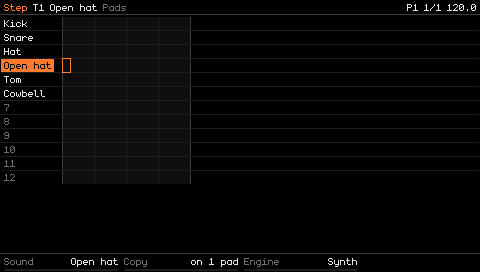 Step T1 Open hat Pads P1 1/1 120.0
Kick
Snare
Hat
Open hat
Tom
Cowbell
7
8
9
10
11
12
Sound Open hat Copy on 1 pad Engine Synth